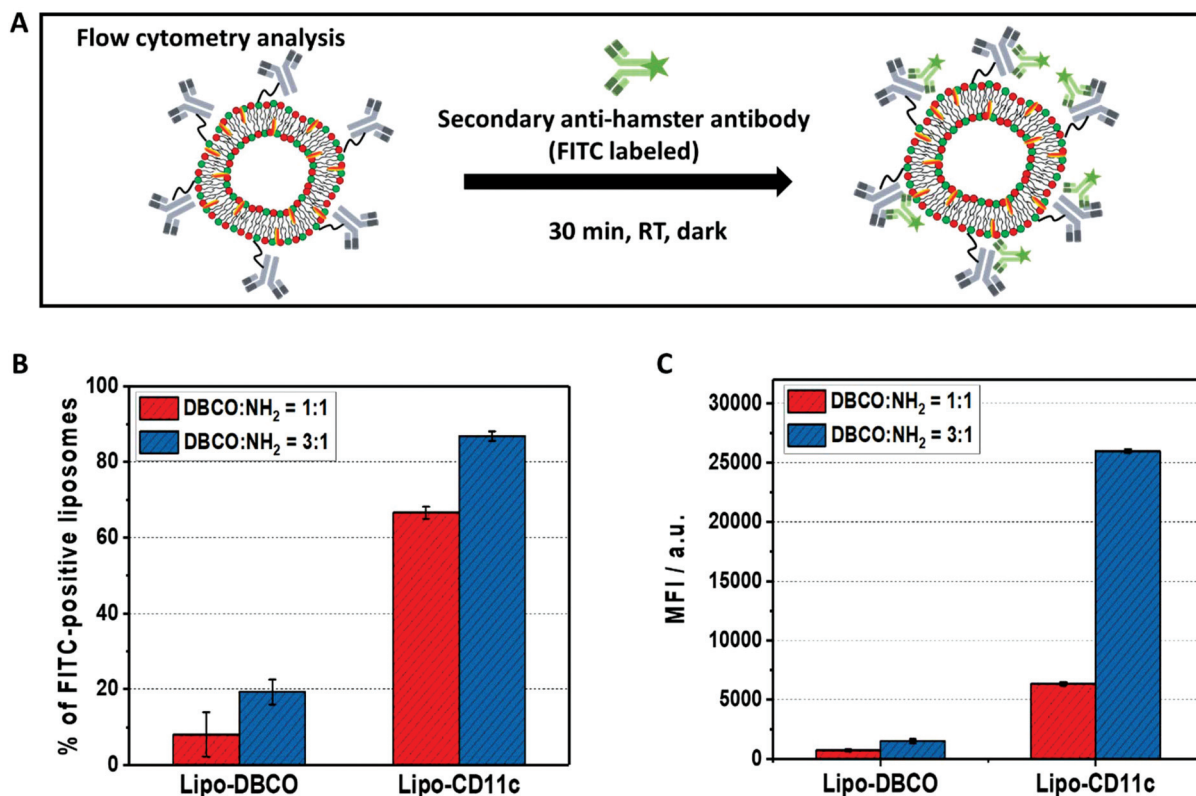 A
Flow cytometry analysis
Secondary anti-hamster antibody
(FITC labeled)
30 min, RT, dark
B
% of FITC-positive liposomes
100
80
60
40
20
0
DBCO:NH₂ = 1:1
DBCO:NH₂ = 3:1
Lipo-DBCO
Lipo-CD11c
C
MFI / a.u.
30000
25000
20000
15000
10000
5000
0
DBCO:NH₂ = 1:1
DBCO:NH₂ = 3:1
Lipo-DBCO
Lipo-CD11c